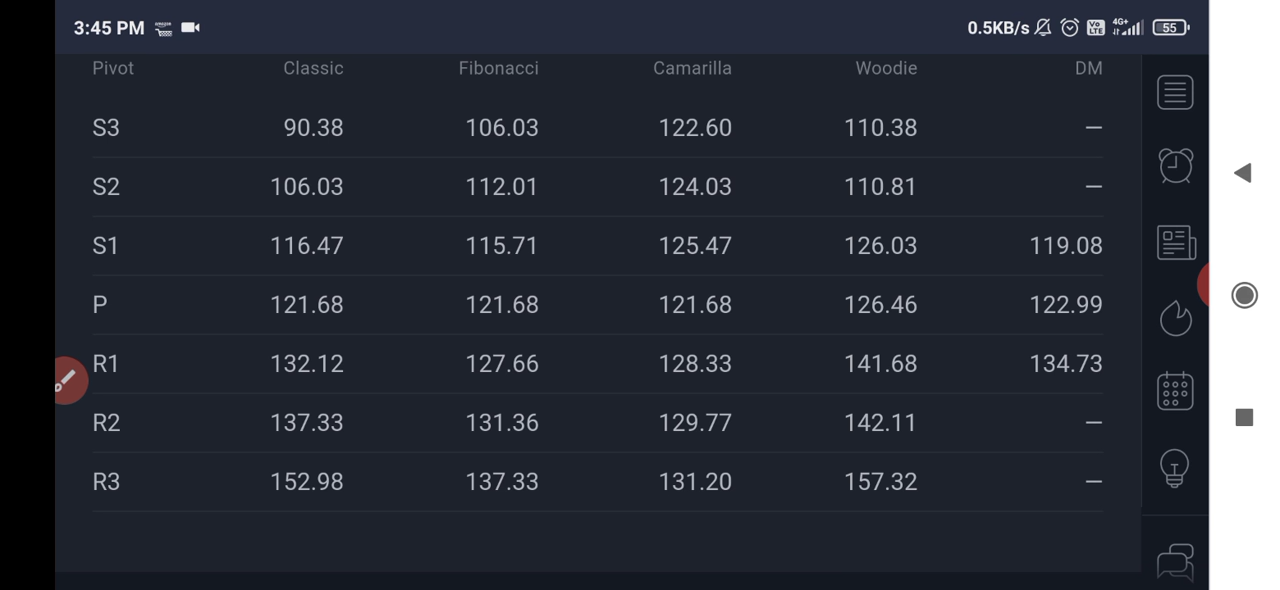 3:45 PM 0.5KB/s Vo LTE 4G+ 55
Pivot Classic Fibonacci Camarilla Woodie DM
S3 90.38 106.03 122.60 110.38 —
S2 106.03 112.01 124.03 110.81 —
S1 116.47 115.71 125.47 126.03 119.08
P 121.68 121.68 121.68 126.46 122.99
R1 132.12 127.66 128.33 141.68 134.73
R2 137.33 131.36 129.77 142.11 —
R3 152.98 137.33 131.20 157.32 —